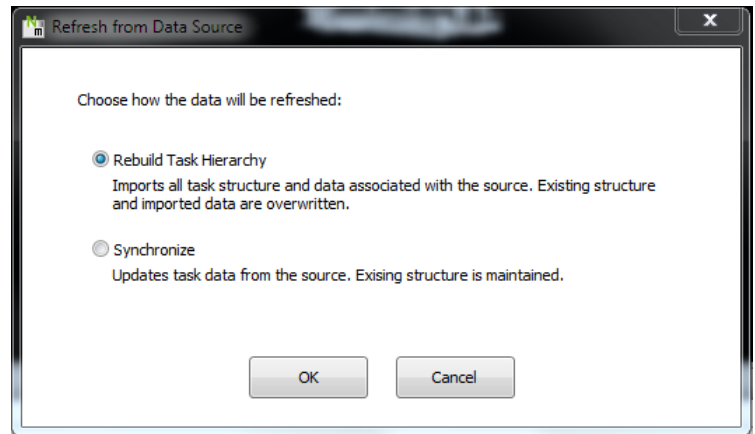 Nm
Refresh from Data Source
x
Choose how the data will be refreshed:
Rebuild Task Hierarchy
Imports all task structure and data associated with the source. Existing structure
and imported data are overwritten.
Synchronize
Updates task data from the source. Exising structure is maintained.
OK
Cancel